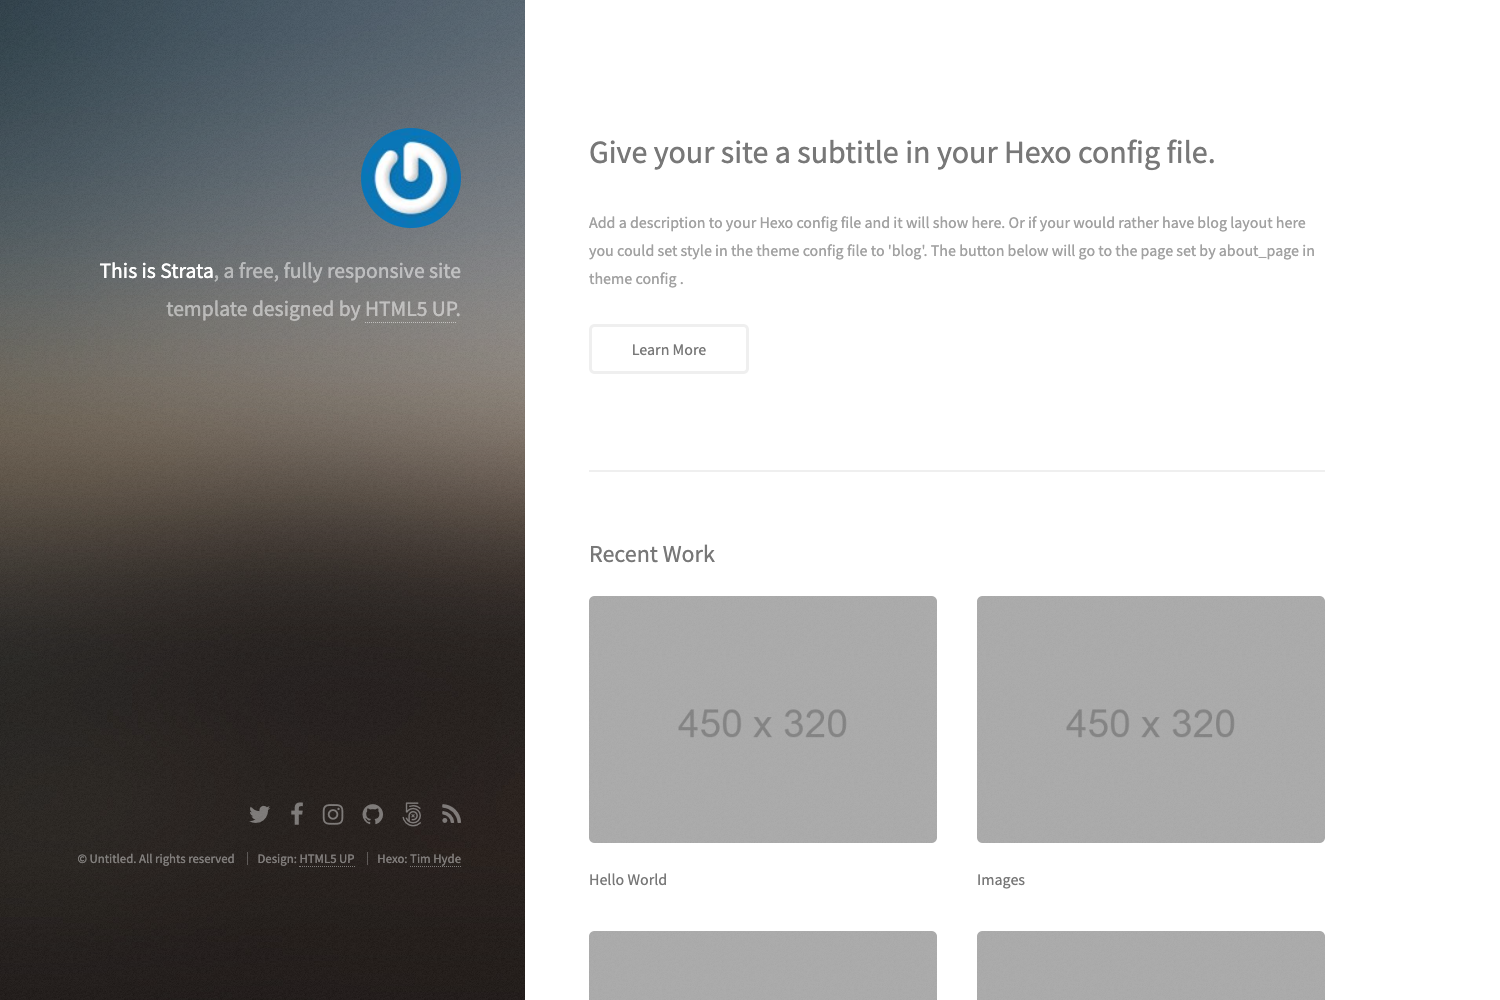 This is Strata, a free, fully responsive site
template designed by HTML5 UP.
© Untitled. All rights reserved
Design: HTML5 UP
Hexo: Tim Hyde
Give your site a subtitle in your Hexo config file.
Add a description to your Hexo config file and it will show here. Or if your would rather have blog layout here
you could set style in the theme config file to 'blog'. The button below will go to the page set by about_page in
theme config .
Learn More
Recent Work
450 x 320
450 x 320
Hello World
Images